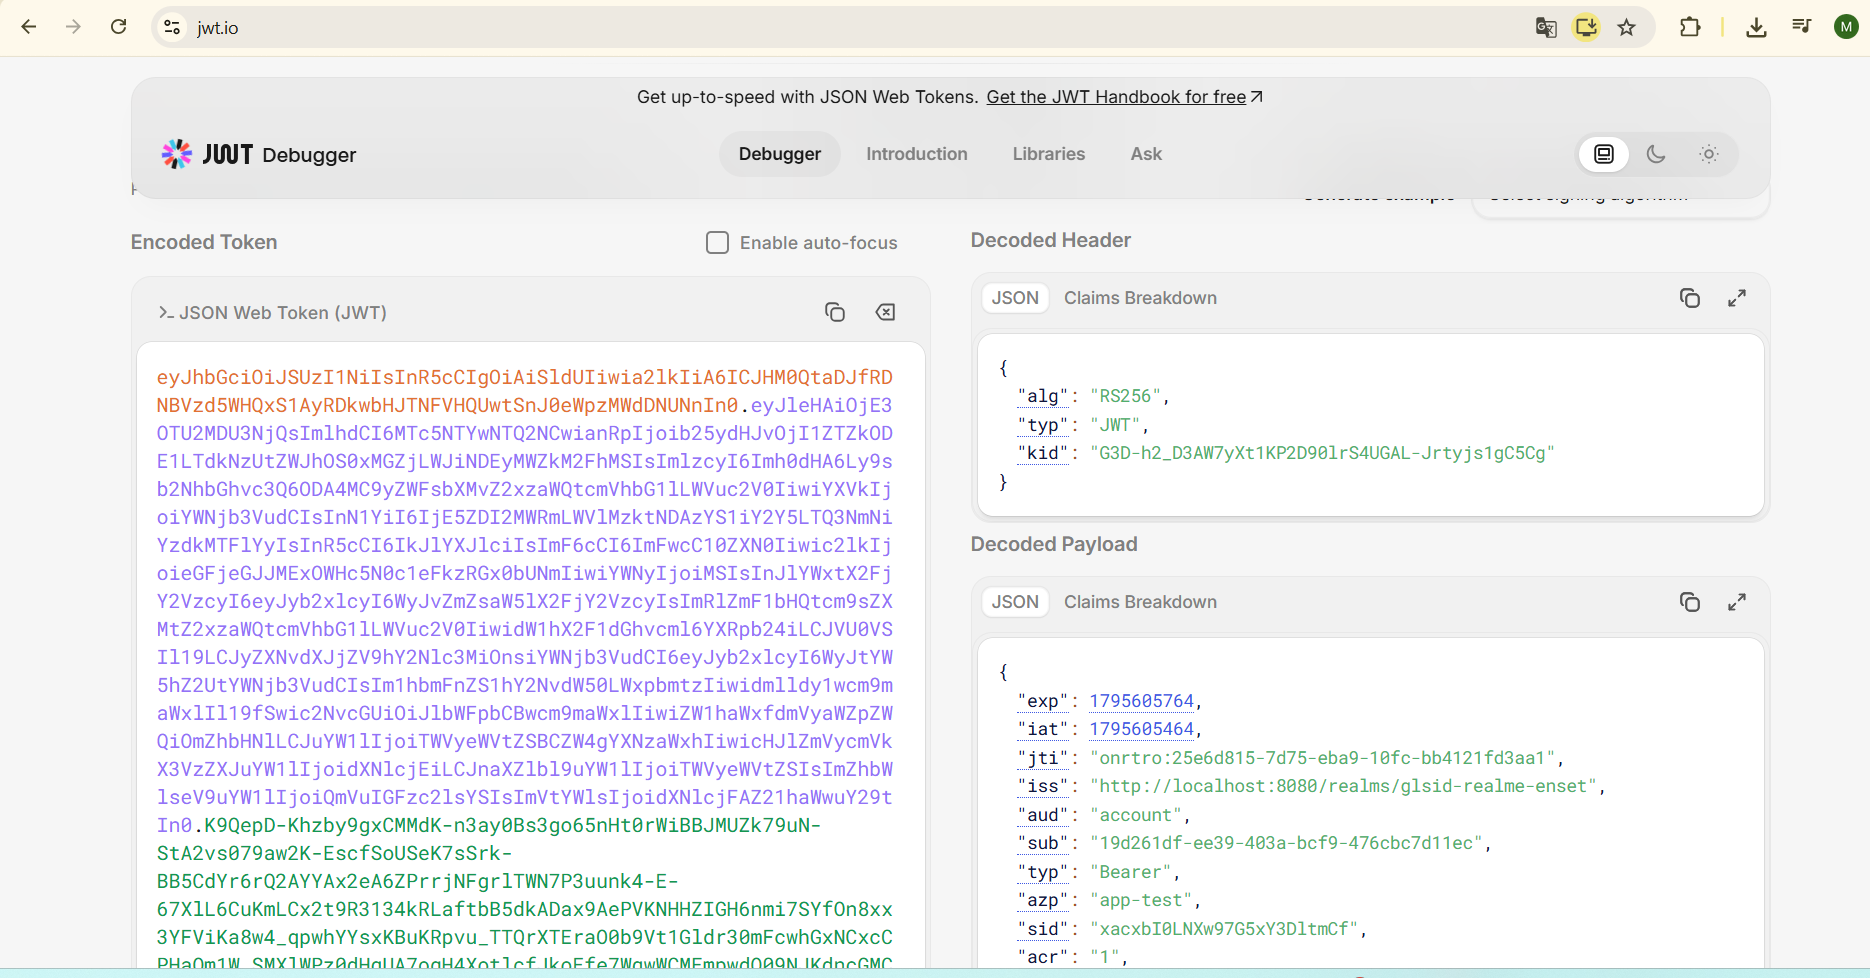 jwt.io
M
Get up-to-speed with JSON Web Tokens. Get the JWT Handbook for free
JWT Debugger
Debugger
Introduction
Libraries
Ask
Generate example
Select signing algorithm
Encoded Token
Enable auto-focus
JSON Web Token (JWT)
eyJhbGciOiJSUzI1NiIsInR5cCIgOiAiSldUIiwia2lkIiA6ICJHM0QtaDJfRD
NBVzd5WHQxS1AyRDkwbHJTNFVHQUwtSnJ0eWpzMWdDNUNnIn0.eyJleHAiOjE3
OTU2MDU3NjQsImlhdCI6MTc5NTYwNTQ2NCwianRpIjoib25ydHJvOjI1ZTZkOD
E1LTdkNzUtZWJhOS0xMGZjLWJiNDEyMWZkM2FhMSIsImlzcyI6Imh0dHA6Ly9s
b2NhbGhvc3Q6ODA4MC9yZWFsbXMvZ2xzaWQtcmVhbG1lLWVuc2V0IiwiYXVkIj
oiYWNjb3VudCIsInN1YiI6IjE5ZDI2MWRmLWVlMzktNDAzYS1iY2Y5LTQ3NmNi
YzdkMTFlYyIsInR5cCI6IkJlYXJlciIsImF6cCI6ImFwcC10ZXN0Iiwic2lkIj
oieGFjeGJJMExOWHc5N0c1eFkzRGx0bUNmIiwiYWNyIjoiMSIsInJlYWxtX2Fj
Y2VzcyI6eyJyb2xlcyI6WyJvZmZsaW5lX2FjY2VzcyIsImRlZmF1bHQtcm9sZX
MtZ2xzaWQtcmVhbG1lLWVuc2V0IiwidW1hX2F1dGhvcml6YXRpb24iLCJVU0VS
Il19LCJyZXNvdXJjZV9hY2Nlc3MiOnsiYWNjb3VudCI6eyJyb2xlcyI6WyJtYW
5hZ2UtYWNjb3VudCIsIm1hbmFnZS1hY2NvdW50LWxpbmtzIiwidmlldy1wcm9m
aWxlIl19fSwic2NvcGUiOiJlbWFpbCBwcm9maWxlIiwiZW1haWxfdmVyaWZpZW
QiOmZhbHNlLCJuYW1lIjoiTWVyeWVtZSBCZW4gYXNzaWxhIiwicHJlZmVycmVk
X3VzZXJuYW1lIjoidXNlcjEiLCJnaXZlbl9uYW1lIjoiTWVyeWVtZSIsImZhbW
lseV9uYW1lIjoiQmVuIGFzc2lsYSIsImVtYWlsIjoidXNlcjFAZ21haWwuY29t
In0.K9QepD-Khzby9gxCMMdK-n3ay0Bs3go65nHt0rWiBBJMUZk79uN-
StA2vs079aw2K-EscfSoUSeK7sSrk-
BB5CdYr6rQ2AYYAx2eA6ZPrrjNFgrlTWN7P3uunk4-E-
67XlL6CuKmLCx2t9R3134kRLaftbB5dkADax9AePVKNHHZIGH6nmi7SYfOn8xx
3YFViKa8w4_qpwhYYsxKBuKRpvu_TTQrXTEraO0b9Vt1Gldr30mFcwhGxNCxcC
Decoded Header
JSON
Claims Breakdown
{
"alg": "RS256",
"typ": "JWT",
"kid": "G3D-h2_D3AW7yXt1KP2D90lrS4UGAL-Jrtyjs1gC5Cg"
}
Decoded Payload
JSON
Claims Breakdown
{
"exp": 1795605764,
"iat": 1795605464,
"jti": "onrtro:25e6d815-7d75-eba9-10fc-bb4121fd3aa1",
"iss": "http://localhost:8080/realms/glsid-realme-enset",
"aud": "account",
"sub": "19d261df-ee39-403a-bcf9-476cbc7d11ec",
"typ": "Bearer",
"azp": "app-test",
"sid": "xacxbI0LNXw97G5xY3DltmCf",
"acr": "1",